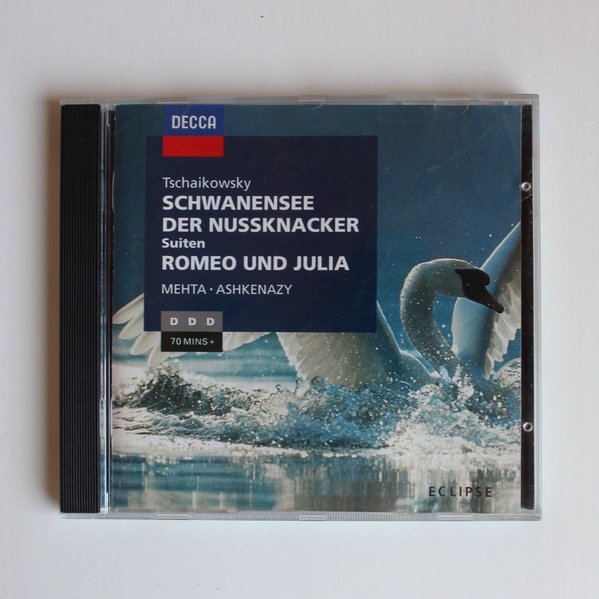 DECCA
Tschaikowsky
SCHWANENSEE
DER NUSSKNACKER
Suiten
ROMEO UND JULIA
MEHTA · ASHKENAZY
D D D
70 MINS +
ECLIPSE